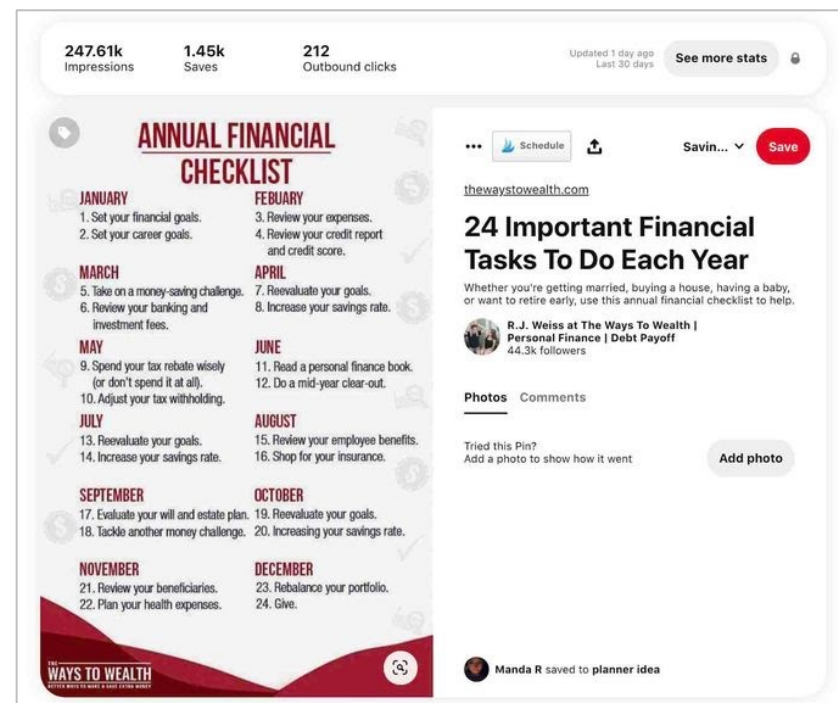 247.61k
Impressions
1.45k
Saves
212
Outbound clicks
Updated 1 day ago
Last 30 days
See more stats
ANNUAL FINANCIAL
CHECKLIST
JANUARY
1. Set your financial goals.
2. Set your career goals.
FEBUARY
3. Review your expenses.
4. Review your credit report
and credit score.
MARCH
5. Take on a money-saving challenge.
6. Review your banking and
investment fees.
APRIL
7. Reevaluate your goals.
8. Increase your savings rate.
MAY
9. Spend your tax rebate wisely
(or don't spend it at all).
10. Adjust your tax withholding.
JUNE
11. Read a personal finance book.
12. Do a mid-year clear-out.
JULY
13. Reevaluate your goals.
14. Increase your savings rate.
AUGUST
15. Review your employee benefits.
16. Shop for your insurance.
SEPTEMBER
17. Evaluate your will and estate plan.
18. Tackle another money challenge.
OCTOBER
19. Reevaluate your goals.
20. Increasing your savings rate.
NOVEMBER
21. Review your beneficiaries.
22. Plan your health expenses.
DECEMBER
23. Rebalance your portfolio.
24. Give.
THE
WAYS TO WEALTH
BETTER WAYS TO MAKE & SAVE EXTRA MONEY
Schedule
Savin...
Save
thewaystowealth.com
24 Important Financial
Tasks To Do Each Year
Whether you're getting married, buying a house, having a baby,
or want to retire early, use this annual financial checklist to help.
R.J. Weiss at The Ways To Wealth |
Personal Finance | Debt Payoff
44.3k followers
Photos Comments
Tried this Pin?
Add a photo to show how it went
Add photo
Manda R saved to planner idea